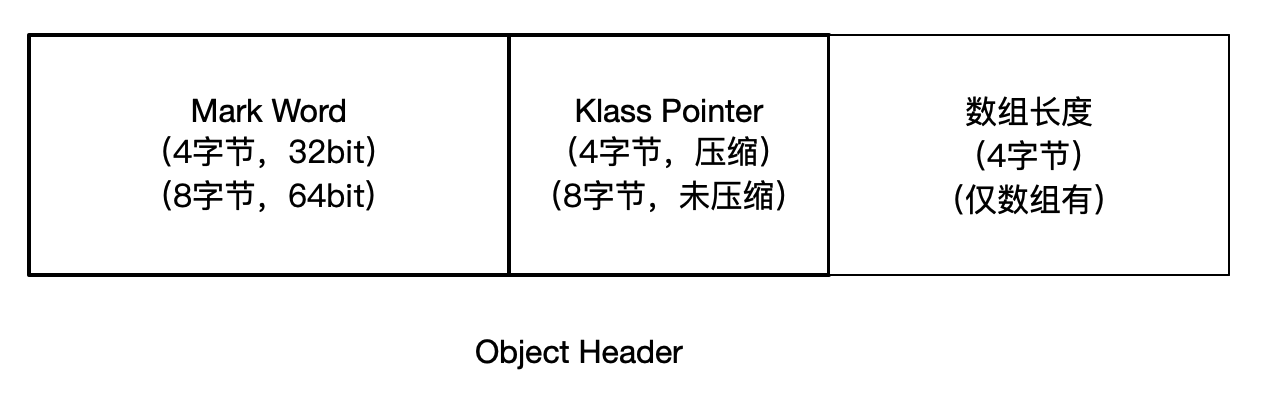 Mark Word
（4字节，32bit）
（8字节，64bit）
Klass Pointer
（4字节，压缩）
（8字节，未压缩）
数组长度
（4字节）
（仅数组有）
Object Header